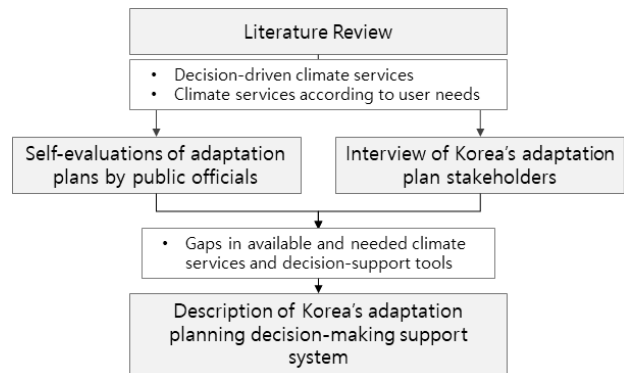 Literature Review
• Decision-driven climate services
• Climate services according to user needs
Self-evaluations of adaptation
plans by public officials
Interview of Korea's adaptation
plan stakeholders
• Gaps in available and needed climate
services and decision-support tools
Description of Korea's adaptation
planning decision-making support
system